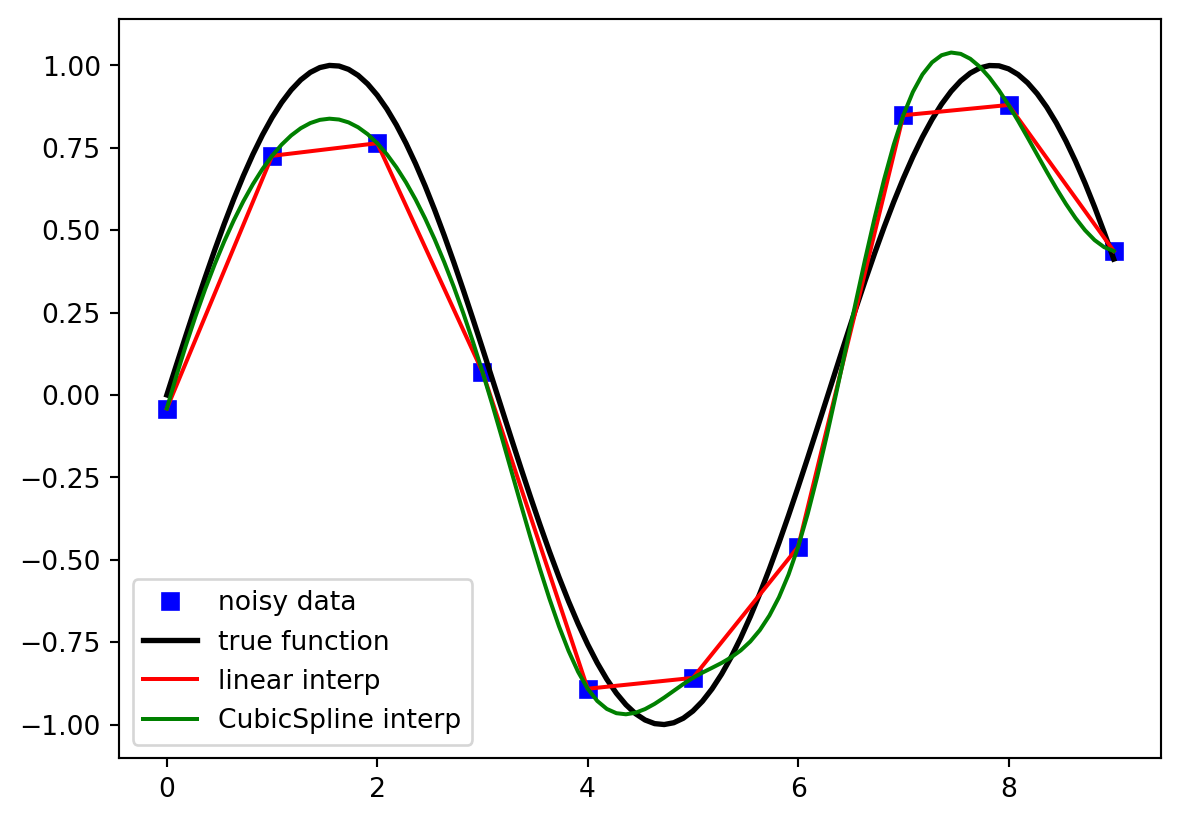 1.00
0.75
0.50
0.25
0.00
−0.25
−0.50
−0.75
−1.00
noisy data
true function
linear interp
CubicSpline interp
0 2 4 6 8